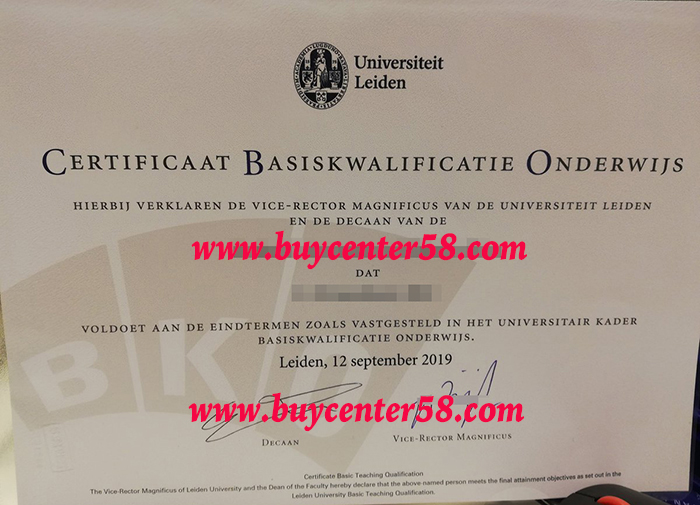 Universiteit
Leiden
CERTIFICAAT BASISKWALIFICATIE ONDERWIJS
HIERBIJ VERKLAREN DE VICE-RECTOR MAGNIFICUS VAN DE UNIVERSITEIT LEIDEN
EN DE DECAAN VAN DE
www.buycenter58.com
DAT
VOLDOET AAN DE EINDTERMEN ZOALS VASTGESTELD IN HET UNIVERSITAIR KADER
BASISKWALIFICATIE ONDERWIJS.
BKO
Leiden, 12 september 2019
www.buycenter58.com
DECAAN
VICE-RECTOR MAGNIFICUS
Certificate Basic Teaching Qualification
The Vice-Rector Magnificus of Leiden University and the Dean of the Faculty hereby declare that the above named person meets the final attainment objectives as set out in the
Leiden University Basic Teaching Qualification.